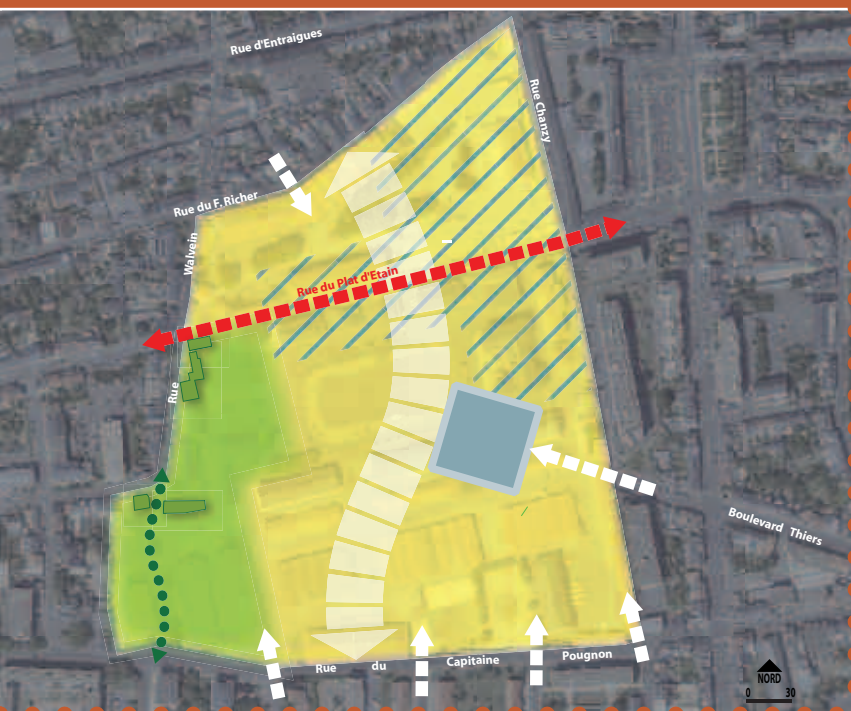 Rue d'Entraigues
Rue Chanzy
Rue du F. Richer
Walvein
Rue du Plat d'Etain
Rue
Boulevard Thiers
Rue du Capitaine Pougnon
NORD
0 30